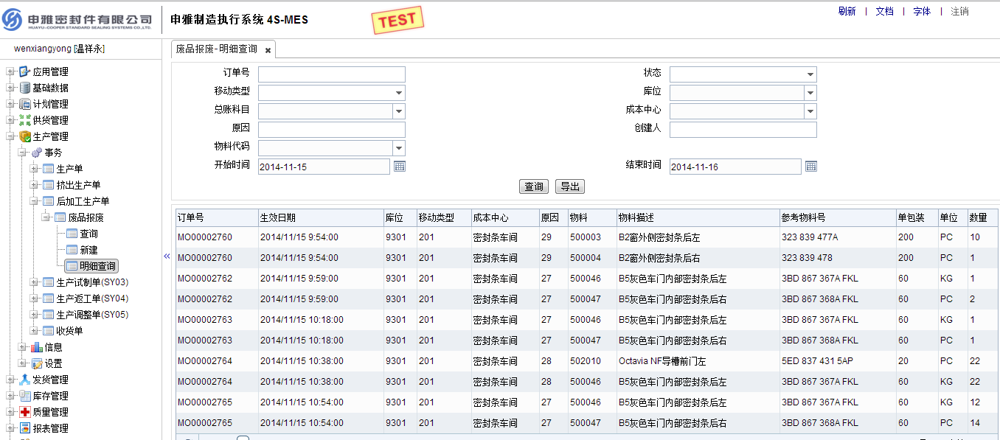 申雅密封件有限公司
HUAYU-COOPER STANDARD SEALING SYSTEMS CO.,LTD.
申雅制造执行系统 4S-MES
TEST
刷新 | 文档 | 字体 | 注销
wenxiangyong [温祥永]
废品报废-明细查询 ×
应用管理
基础数据
计划管理
供货管理
生产管理
事务
生产单
挤出生产单
后加工生产单
废品报废
查询
新建
明细查询
生产试制单(SY03)
生产返工单(SY04)
生产调整单(SY05)
收货单
信息
设置
发货管理
库存管理
质量管理
报表管理
«
订单号 状态
移动类型 库位
总账科目 成本中心
原因 创建人
物料代码
开始时间 2014-11-15 结束时间 2014-11-16
查询 导出
订单号 生效日期 库位 移动类型 成本中心 原因 物料 物料描述 参考物料号 单包装 单位 数量
MO00002760 2014/11/15 9:54:00 9301 201 密封条车间 29 500003 B2窗外侧密封条后左 323 839 477A 200 PC 10
MO00002760 2014/11/15 9:54:00 9301 201 密封条车间 29 500004 B2窗外侧密封条后右 323 839 478 200 PC 1
MO00002762 2014/11/15 9:59:00 9301 201 密封条车间 27 500046 B5灰色车门内部密封条后左 3BD 867 367A FKL 60 KG 1
MO00002762 2014/11/15 9:59:00 9301 201 密封条车间 27 500047 B5灰色车门内部密封条后右 3BD 867 368A FKL 60 PC 2
MO00002763 2014/11/15 10:18:00 9301 201 密封条车间 27 500046 B5灰色车门内部密封条后左 3BD 867 367A FKL 60 KG 1
MO00002763 2014/11/15 10:18:00 9301 201 密封条车间 27 500047 B5灰色车门内部密封条后右 3BD 867 368A FKL 60 PC 1
MO00002764 2014/11/15 10:38:00 9301 201 密封条车间 28 502010 Octavia NF导槽前门左 5ED 837 431 5AP 20 PC 22
MO00002764 2014/11/15 10:38:00 9301 201 密封条车间 28 500046 B5灰色车门内部密封条后左 3BD 867 367A FKL 60 KG 22
MO00002765 2014/11/15 10:54:00 9301 201 密封条车间 27 500046 B5灰色车门内部密封条后左 3BD 867 367A FKL 60 KG 12
MO00002765 2014/11/15 10:54:00 9301 201 密封条车间 27 500047 B5灰色车门内部密封条后右 3BD 867 368A FKL 60 PC 14